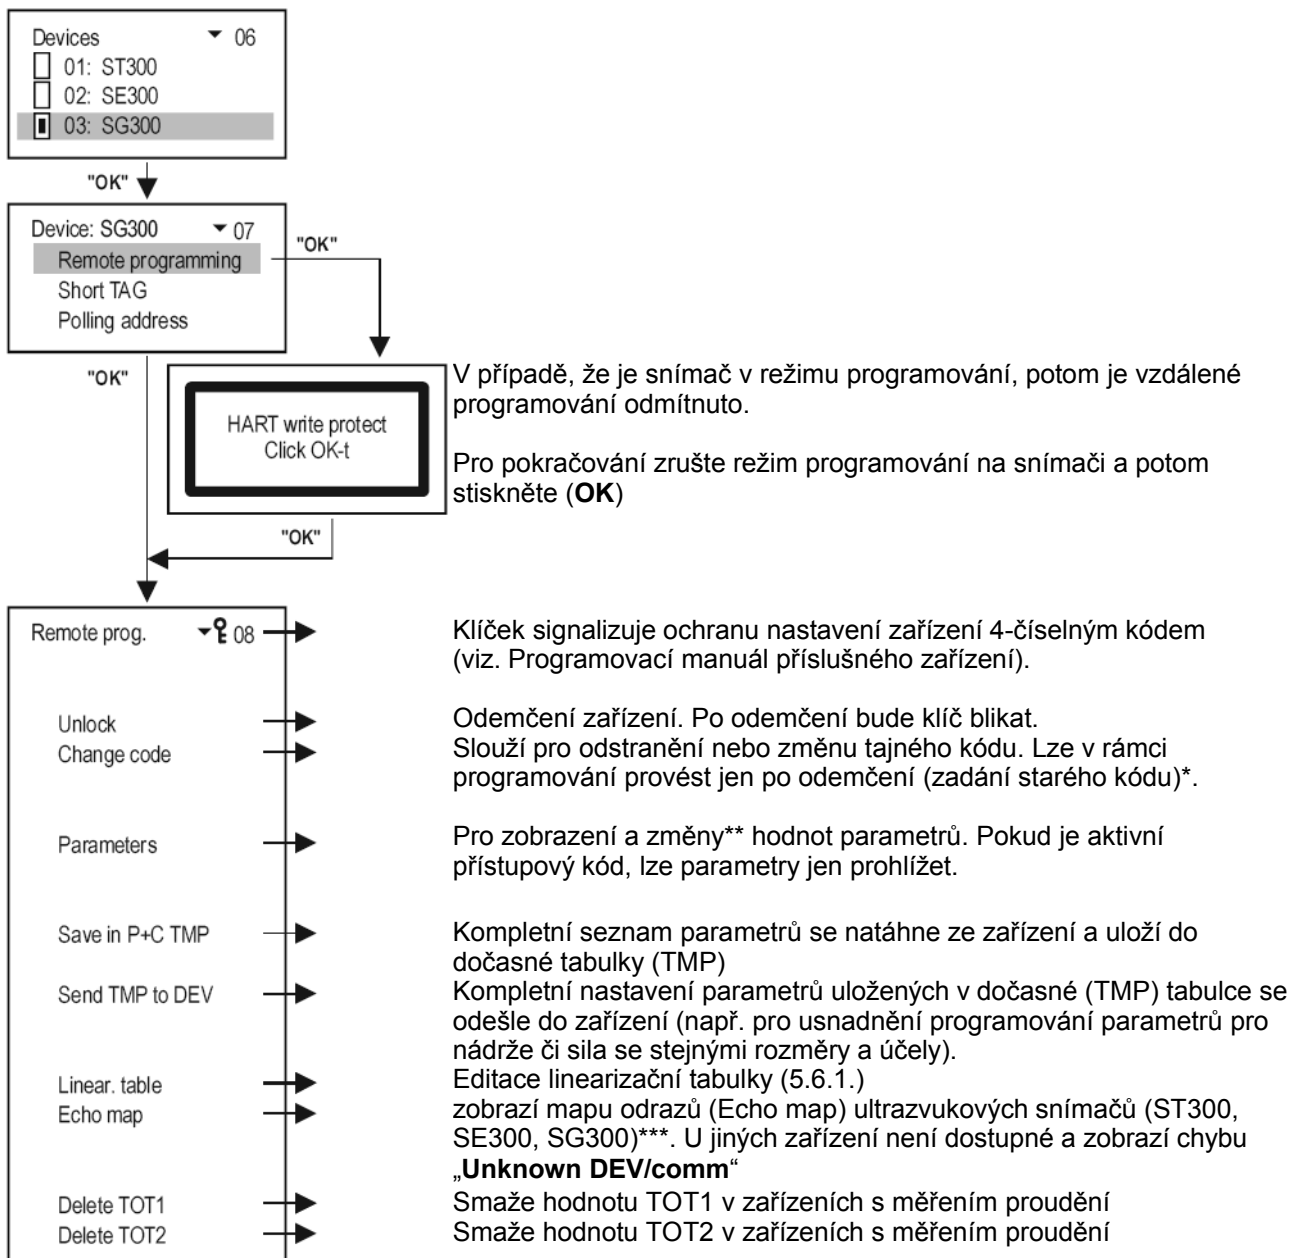 Devices 06
01: ST300
02: SE300
03: SG300
"OK"
Device: SG300 07
Remote programming
Short TAG
Polling address
"OK"
"OK"
HART write protect
Click OK-t
V případě, že je snímač v režimu programování, potom je vzdálené
programování odmítnuto.
Pro pokračování zrušte režim programování na snímači a potom
stiskněte (OK)
"OK"
Remote prog. 08
Klíček signalizuje ochranu nastavení zařízení 4-číselným kódem
(viz. Programovací manuál příslušného zařízení).
Unlock
Odemčení zařízení. Po odemčení bude klíč blikat.
Change code
Slouží pro odstranění nebo změnu tajného kódu. Lze v rámci
programování provést jen po odemčení (zadání starého kódu)*.
Parameters
Pro zobrazení a změny** hodnot parametrů. Pokud je aktivní
přístupový kód, lze parametry jen prohlížet.
Save in P+C TMP
Kompletní seznam parametrů se natáhne ze zařízení a uloží do
dočasné tabulky (TMP)
Send TMP to DEV
Kompletní nastavení parametrů uložených v dočasné (TMP) tabulce se
odešle do zařízení (např. pro usnadnění programování parametrů pro
nádrže či sila se stejnými rozměry a účely).
Linear. table
Editace linearizační tabulky (5.6.1.)
Echo map
zobrazí mapu odrazů (Echo map) ultrazvukových snímačů (ST300,
SE300, SG300)***. U jiných zařízení není dostupné a zobrazí chybu
„Unknown DEV/comm“
Delete TOT1
Smaže hodnotu TOT1 v zařízeních s měřením proudění
Delete TOT2
Smaže hodnotu TOT2 v zařízeních s měřením proudění